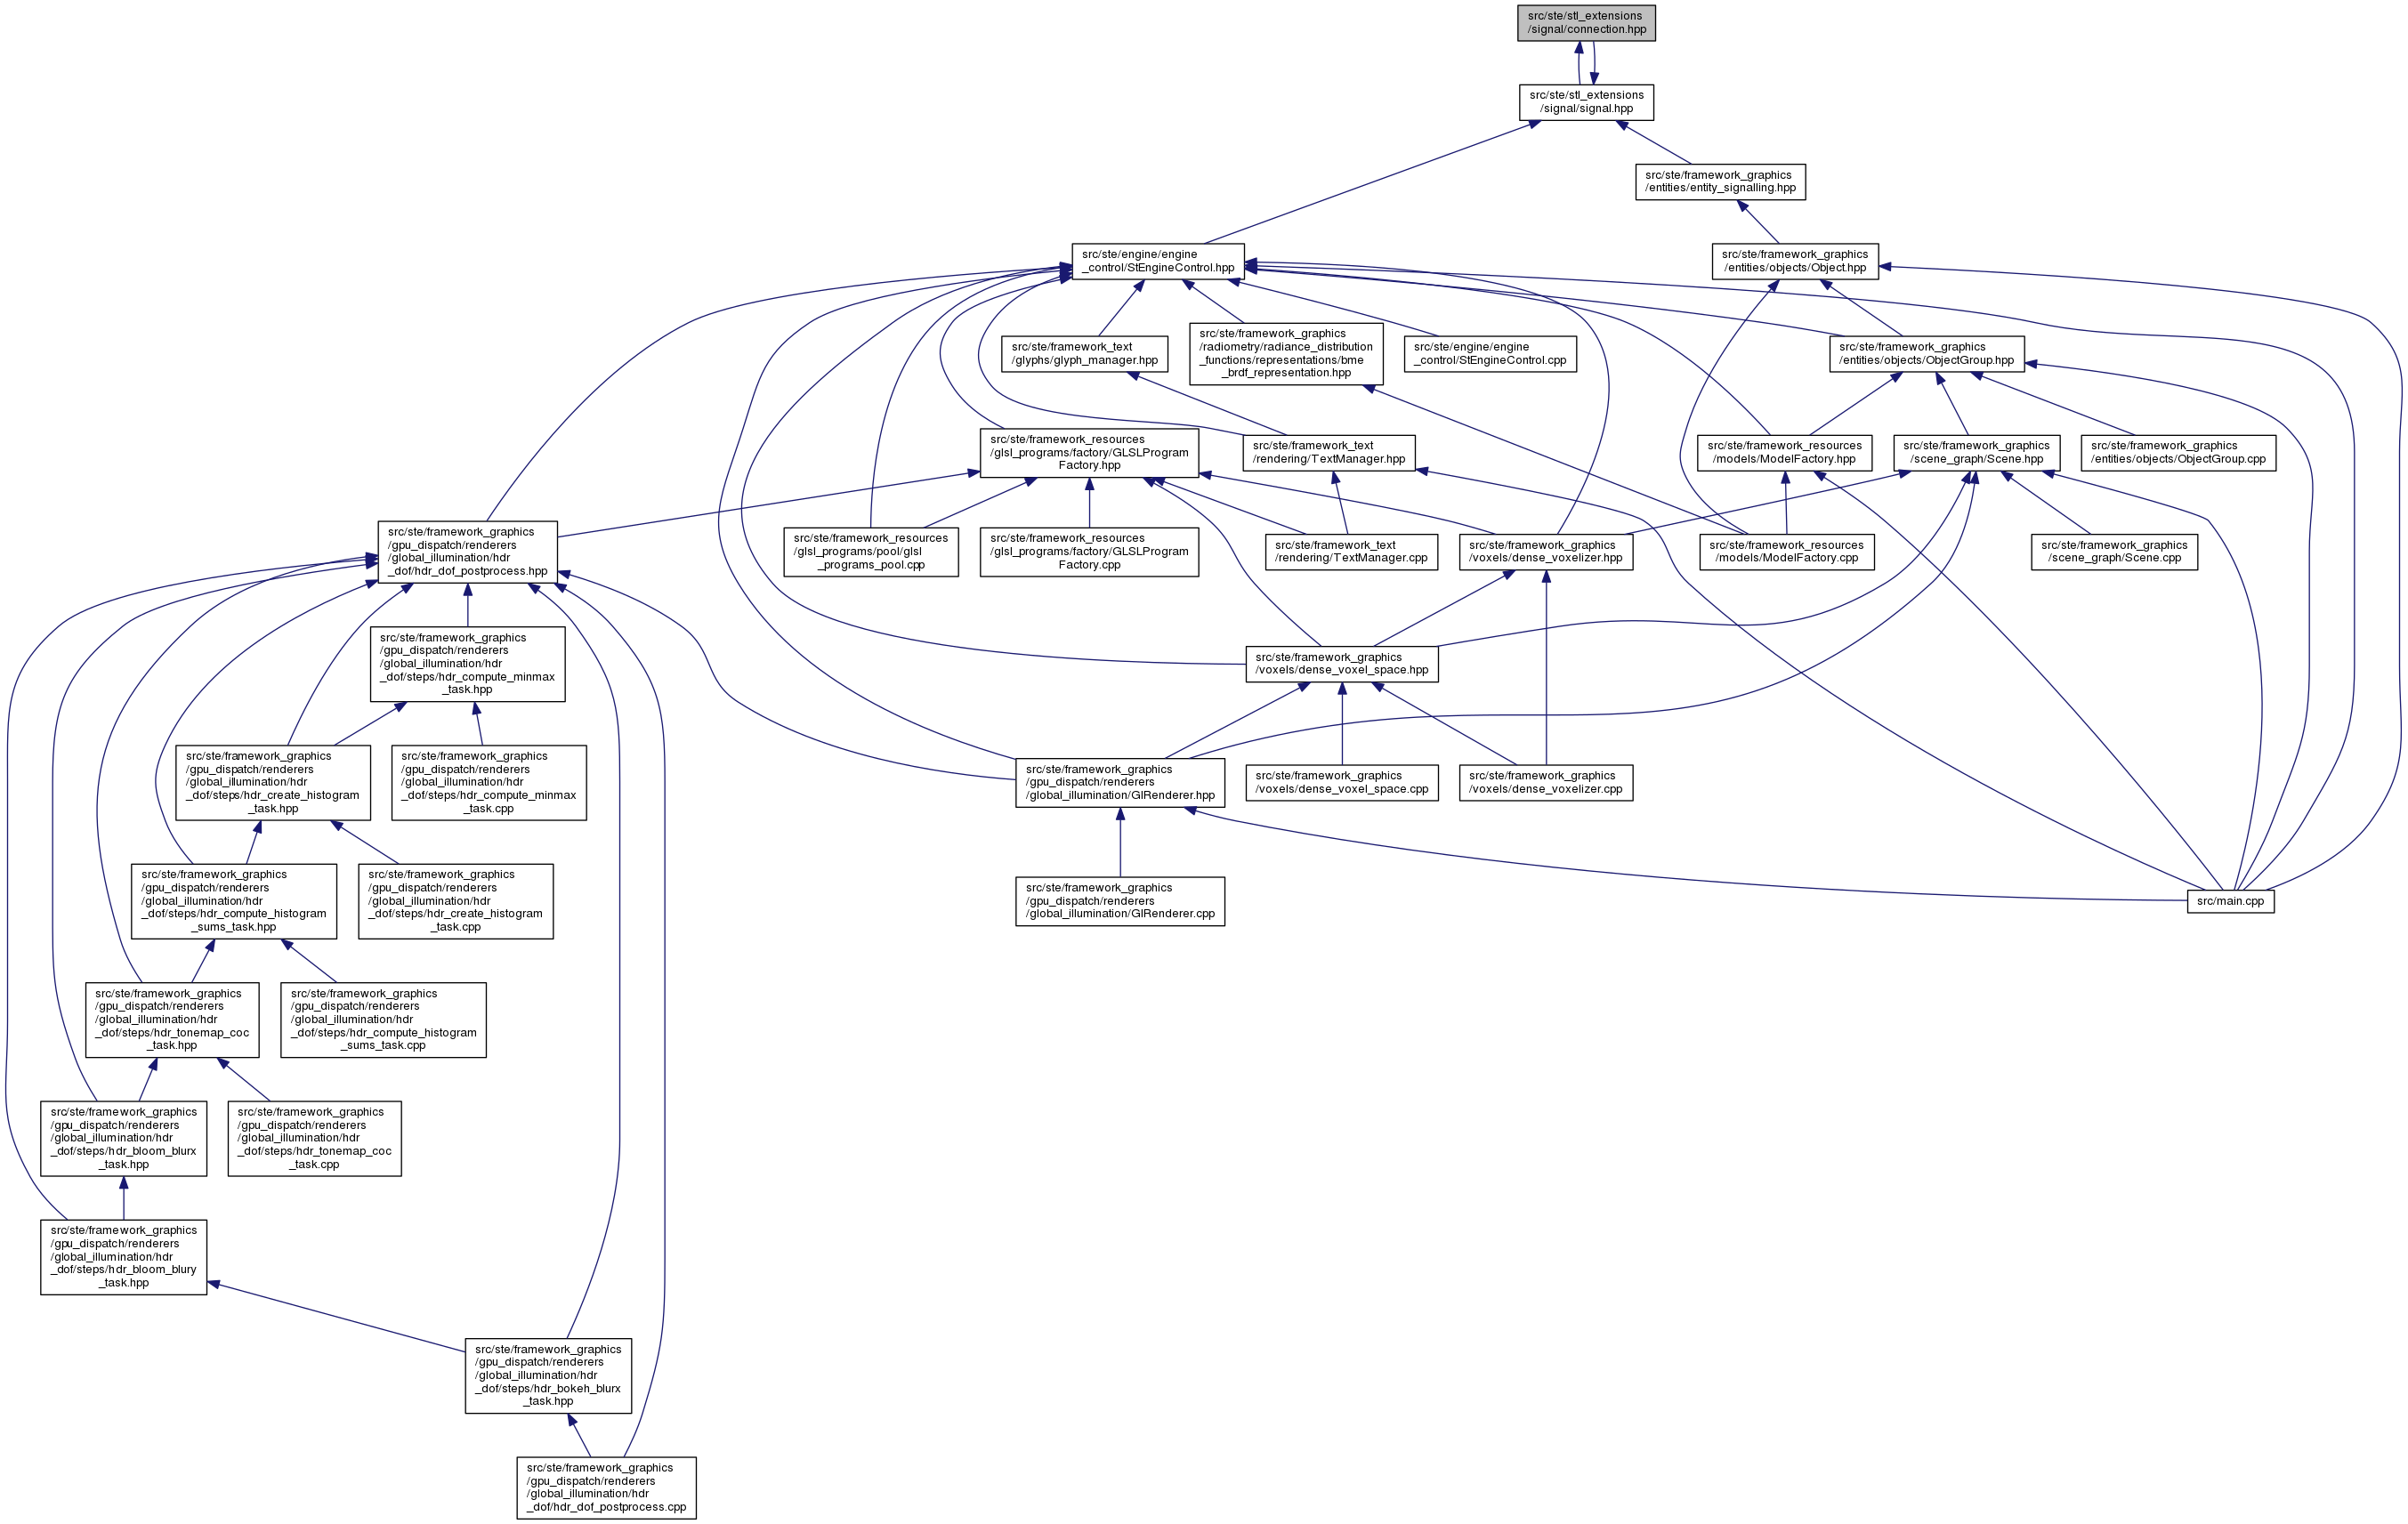 src/ste/stl_extensions
/signal/connection.hpp
src/ste/stl_extensions
/signal/signal.hpp
src/ste/framework_graphics
/entities/entity_signalling.hpp
src/ste/engine/engine
_control/StEngineControl.hpp
src/ste/framework_graphics
/entities/objects/Object.hpp
src/ste/framework_text
/glyphs/glyph_manager.hpp
src/ste/framework_graphics
/radiometry/radiance_distribution
_functions/representations/bme
_brdf_representation.hpp
src/ste/engine/engine
_control/StEngineControl.cpp
src/ste/framework_graphics
/entities/objects/ObjectGroup.hpp
src/ste/framework_resources
/glsl_programs/factory/GLSLProgram
Factory.hpp
src/ste/framework_text
/rendering/TextManager.hpp
src/ste/framework_resources
/models/ModelFactory.hpp
src/ste/framework_graphics
/scene_graph/Scene.hpp
src/ste/framework_graphics
/entities/objects/ObjectGroup.cpp
src/ste/framework_graphics
/gpu_dispatch/renderers
/global_illumination/hdr
_dof/hdr_dof_postprocess.hpp
src/ste/framework_resources
/glsl_programs/pool/glsl
_programs_pool.cpp
src/ste/framework_resources
/glsl_programs/factory/GLSLProgram
Factory.cpp
src/ste/framework_text
/rendering/TextManager.cpp
src/ste/framework_graphics
/voxels/dense_voxelizer.hpp
src/ste/framework_resources
/models/ModelFactory.cpp
src/ste/framework_graphics
/scene_graph/Scene.cpp
src/ste/framework_graphics
/gpu_dispatch/renderers
/global_illumination/hdr
_dof/steps/hdr_compute_minmax
_task.hpp
src/ste/framework_graphics
/voxels/dense_voxel_space.hpp
src/ste/framework_graphics
/gpu_dispatch/renderers
/global_illumination/hdr
_dof/steps/hdr_create_histogram
_task.hpp
src/ste/framework_graphics
/gpu_dispatch/renderers
/global_illumination/hdr
_dof/steps/hdr_compute_minmax
_task.cpp
src/ste/framework_graphics
/gpu_dispatch/renderers
/global_illumination/GIRenderer.hpp
src/ste/framework_graphics
/voxels/dense_voxel_space.cpp
src/ste/framework_graphics
/voxels/dense_voxelizer.cpp
src/ste/framework_graphics
/gpu_dispatch/renderers
/global_illumination/hdr
_dof/steps/hdr_compute_histogram
_sums_task.hpp
src/ste/framework_graphics
/gpu_dispatch/renderers
/global_illumination/hdr
_dof/steps/hdr_create_histogram
_task.cpp
src/ste/framework_graphics
/gpu_dispatch/renderers
/global_illumination/GIRenderer.cpp
src/main.cpp
src/ste/framework_graphics
/gpu_dispatch/renderers
/global_illumination/hdr
_dof/steps/hdr_tonemap_coc
_task.hpp
src/ste/framework_graphics
/gpu_dispatch/renderers
/global_illumination/hdr
_dof/steps/hdr_compute_histogram
_sums_task.cpp
src/ste/framework_graphics
/gpu_dispatch/renderers
/global_illumination/hdr
_dof/steps/hdr_bloom_blurx
_task.hpp
src/ste/framework_graphics
/gpu_dispatch/renderers
/global_illumination/hdr
_dof/steps/hdr_tonemap_coc
_task.cpp
src/ste/framework_graphics
/gpu_dispatch/renderers
/global_illumination/hdr
_dof/steps/hdr_bloom_blury
_task.hpp
src/ste/framework_graphics
/gpu_dispatch/renderers
/global_illumination/hdr
_dof/steps/hdr_bokeh_blurx
_task.hpp
src/ste/framework_graphics
/gpu_dispatch/renderers
/global_illumination/hdr
_dof/hdr_dof_postprocess.cpp